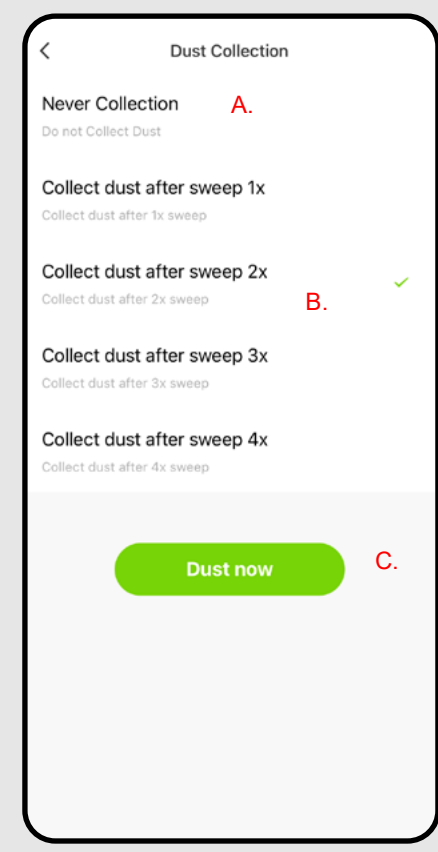 Dust Collection
Never Collection A.
Do not Collect Dust
Collect dust after sweep 1x
Collect dust after 1x sweep
Collect dust after sweep 2x
Collect dust after 2x sweep B.
Collect dust after sweep 3x
Collect dust after 3x sweep
Collect dust after sweep 4x
Collect dust after 4x sweep
Dust now C.